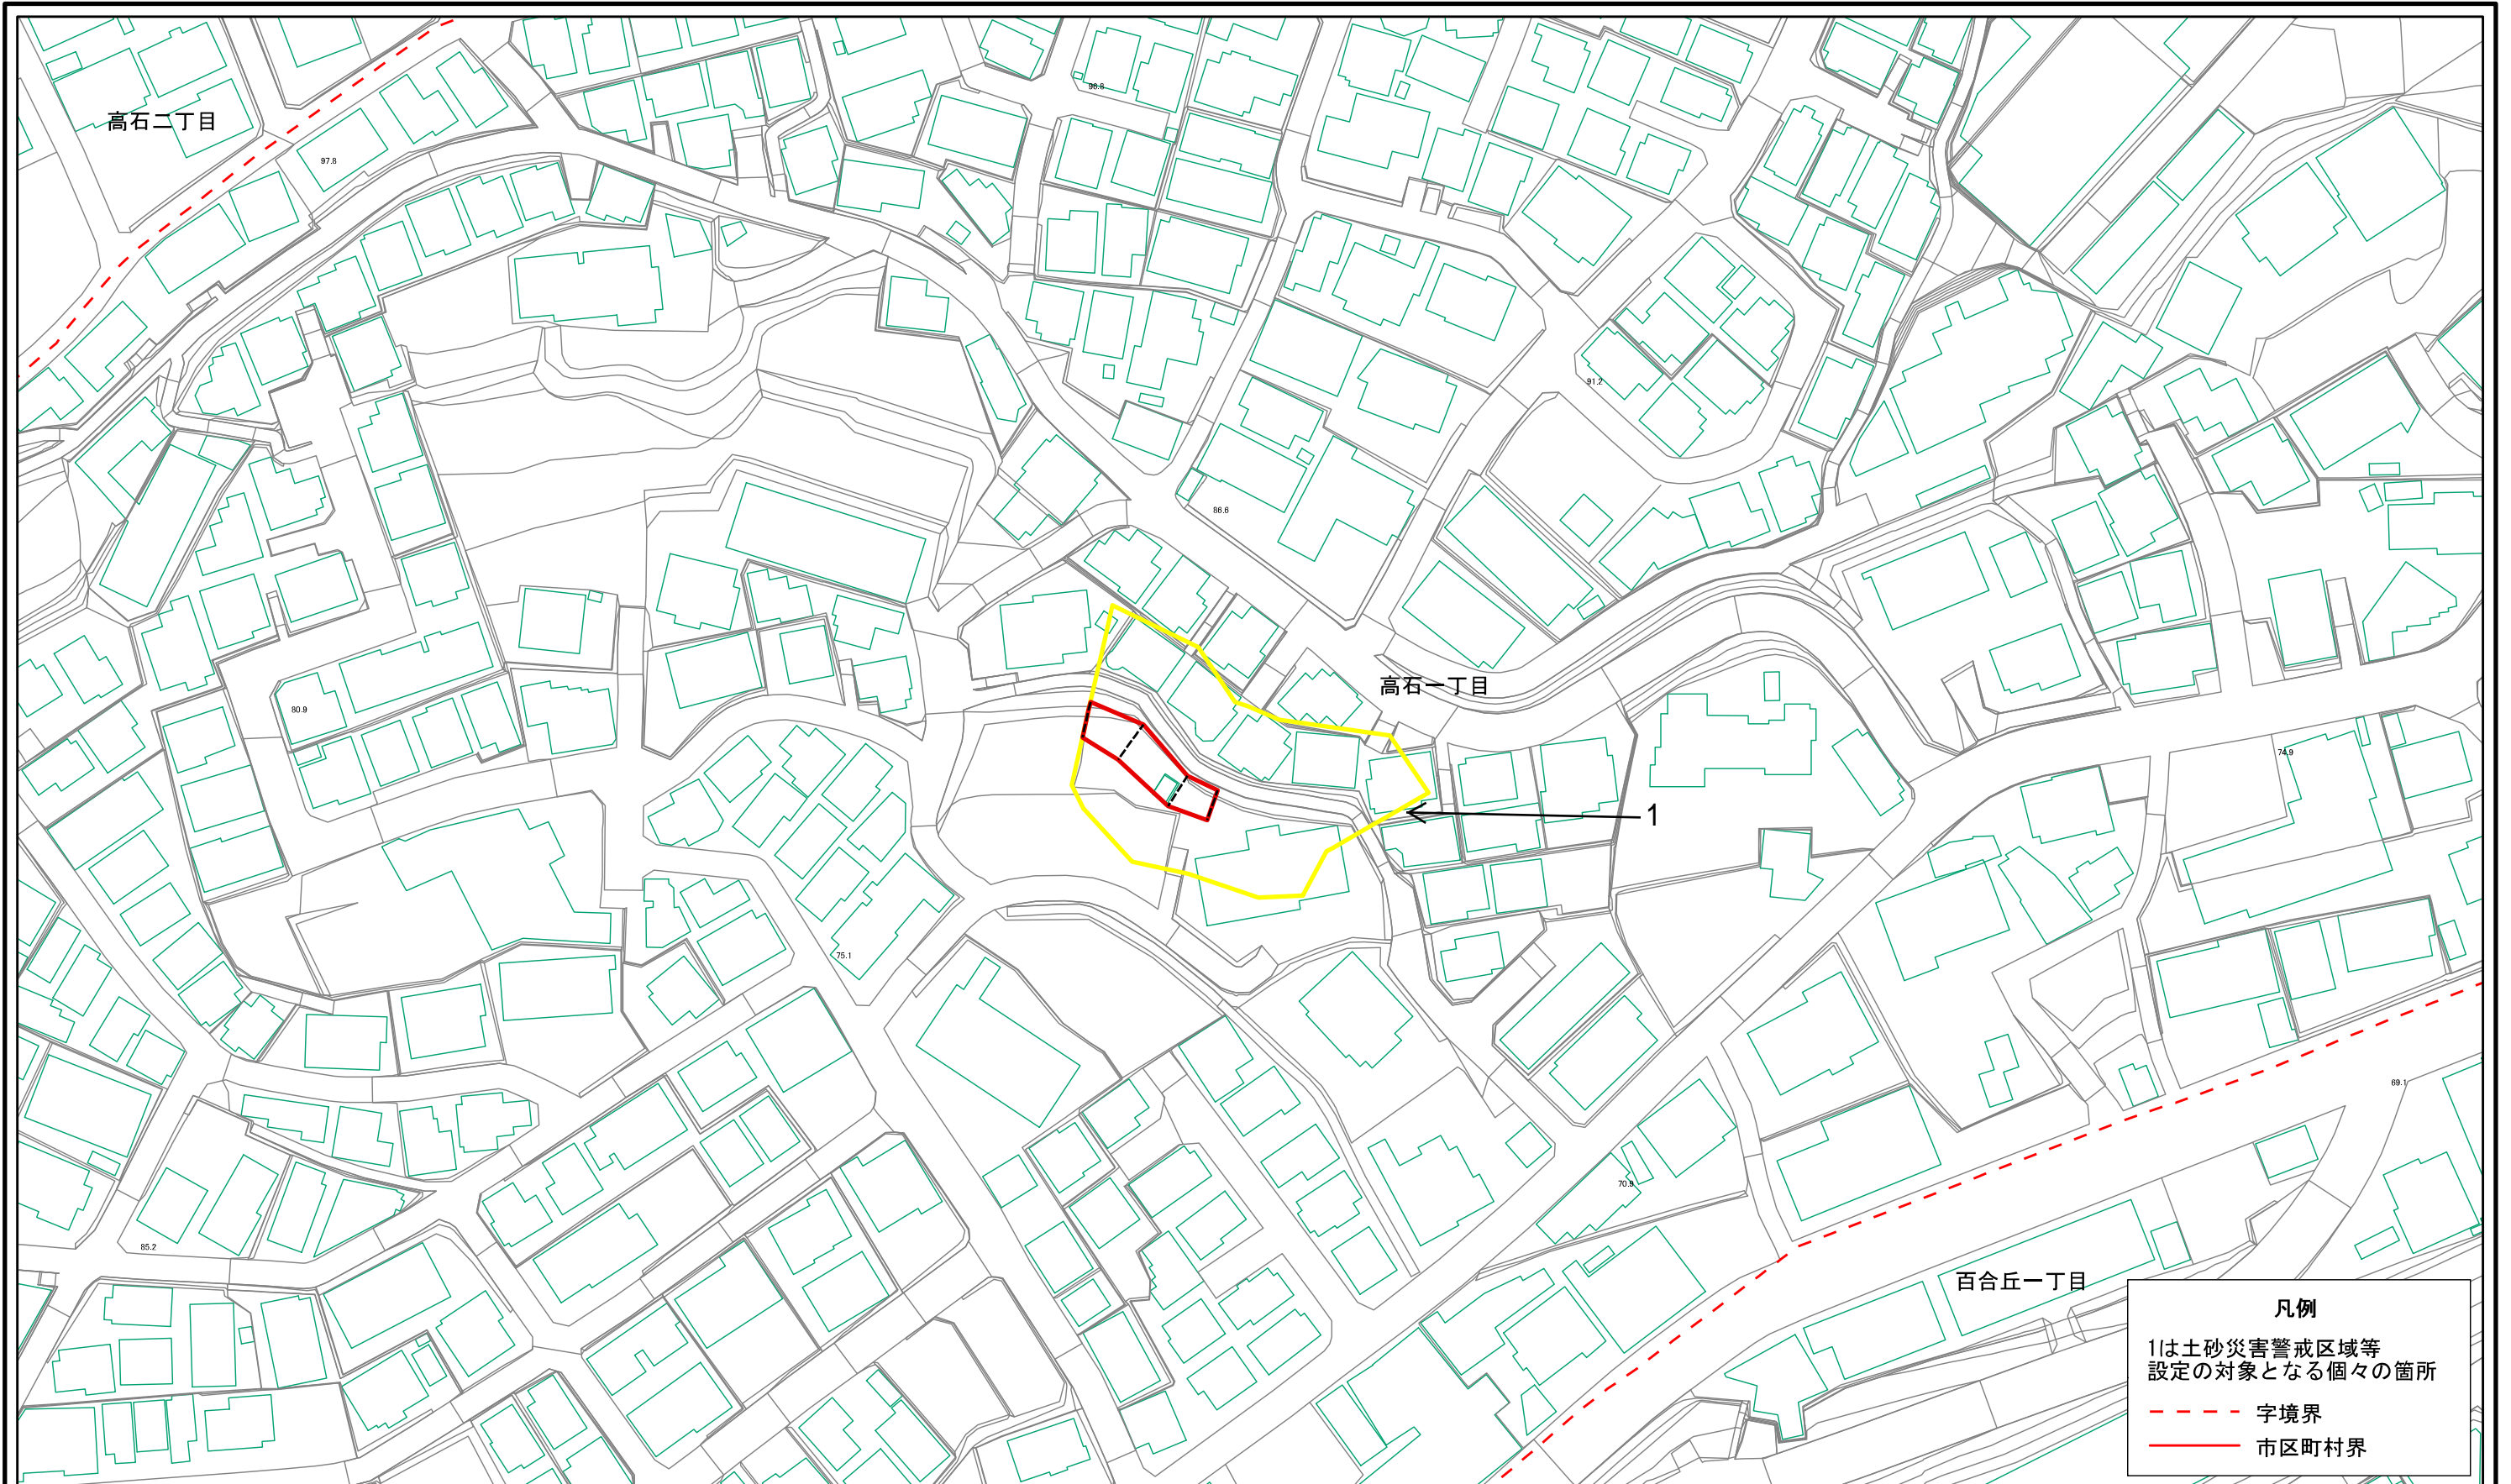 高石二丁目
98.8
97.8
91.2
86.6
高石一丁目
80.9
74.9
1
75.1
69.1
70.9
85.2
百合丘一丁目
凡例
1は土砂災害警戒区域等
設定の対象となる個々の箇所
字境界
市区町村界